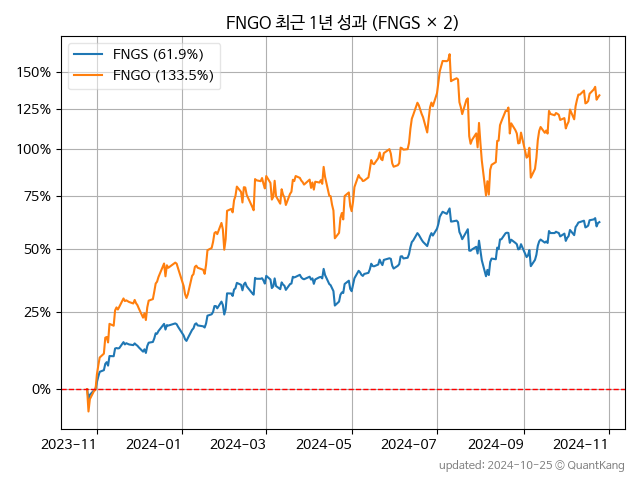 FNGO 최근 1년 성과 (FNGS × 2)
FNGS (61.9%)
FNGO (133.5%)
150%
125%
100%
75%
50%
25%
0%
2023-11 2024-01 2024-03 2024-05 2024-07 2024-09 2024-11
updated: 2024-10-25 © QuantKang